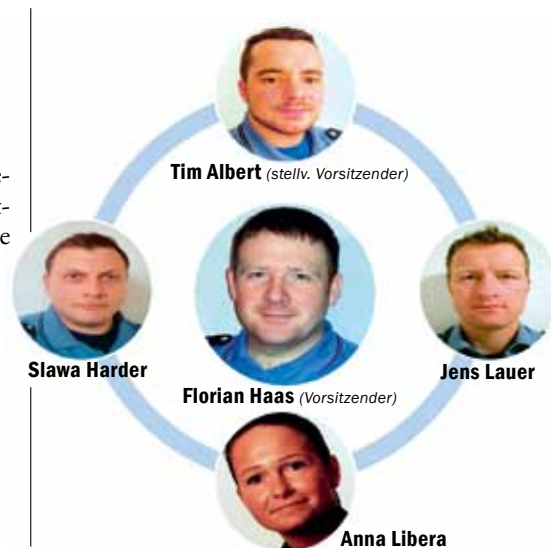 Tim Albert (stellv. Vorsitzender)
e-
t-
e
Slawa Harder
Jens Lauer
Florian Haas (Vorsitzender)
Anna Libera